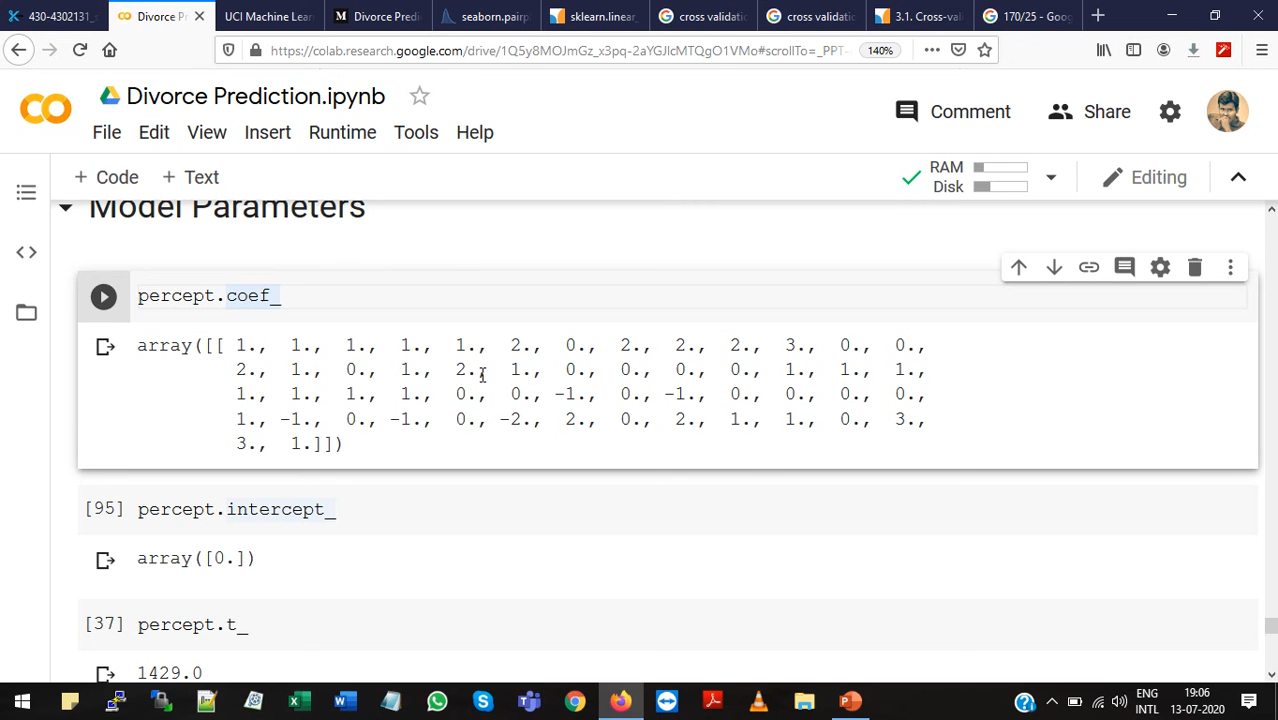 430-4302131_
Divorce Pr
UCI Machine Lear
Divorce Predi
seaborn.pairp
sklearn.linear_
cross validatio
cross validatio
3.1. Cross-val
170/25 - Goog
https://colab.research.google.com/drive/1Q5y8MOJmGz_x3pq-2aYGJlcMTQgO1VMo#scrollTo=_PPT-
140%
Divorce Prediction.ipynb
Comment
Share
File Edit View Insert Runtime Tools Help
+ Code + Text
RAM
Disk
Editing
Model Parameters
percept.coef_
array([[ 1., 1., 1., 1., 1., 2., 0., 2., 2., 2., 3., 0., 0.,
2., 1., 0., 1., 2., 1., 0., 0., 0., 0., 1., 1., 1.,
1., 1., 1., 1., 0., 0., -1., 0., -1., 0., 0., 0., 0.,
1., -1., 0., -1., 0., -2., 2., 0., 2., 1., 1., 0., 3.,
3., 1.]])
[95] percept.intercept_
array([0.])
[37] percept.t_
1429.0
ENG
INTL
19:06
13-07-2020